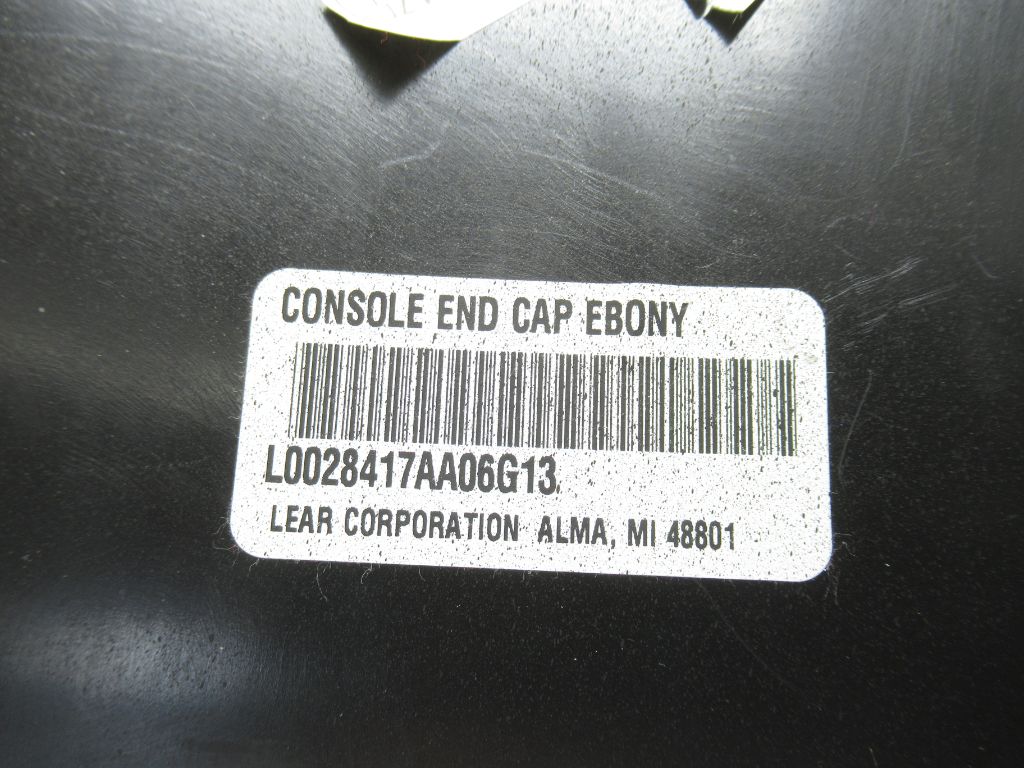 CONSOLE END CAP EBONY
L0028417AA06G13
LEAR CORPORATION ALMA, MI 48801